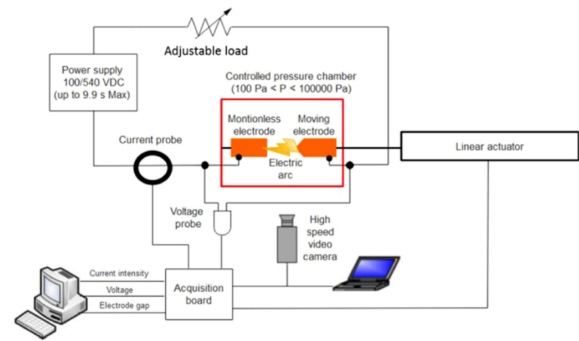 Adjustable load
Power supply
100/540 VDC
(up to 9.9 s Max)
Controlled pressure chamber
(100 Pa < P < 100000 Pa)
Montionless
electrode
Moving
electrode
Electric
arc
Linear actuator
Current probe
Voltage
probe
High
speed
video
camera
Current intensity
Voltage
Electrode gap
Acquisition
board